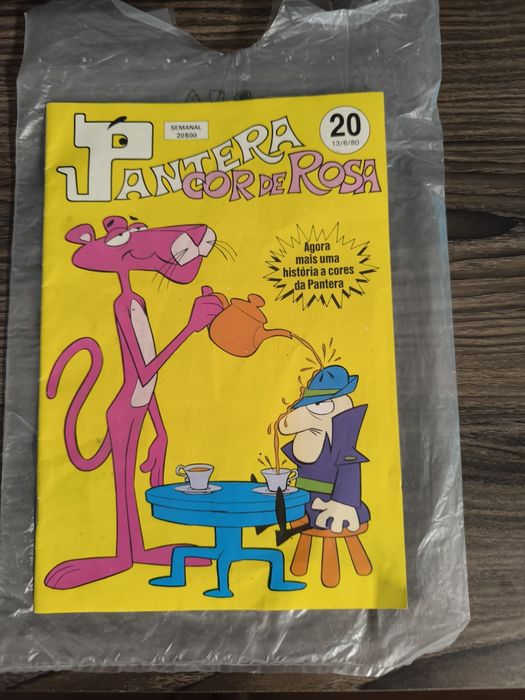 SEMANAL
20$00
PANTERA
COR DE ROSA
20
13/6/80
Agora
mais uma
história a cores
da Pantera